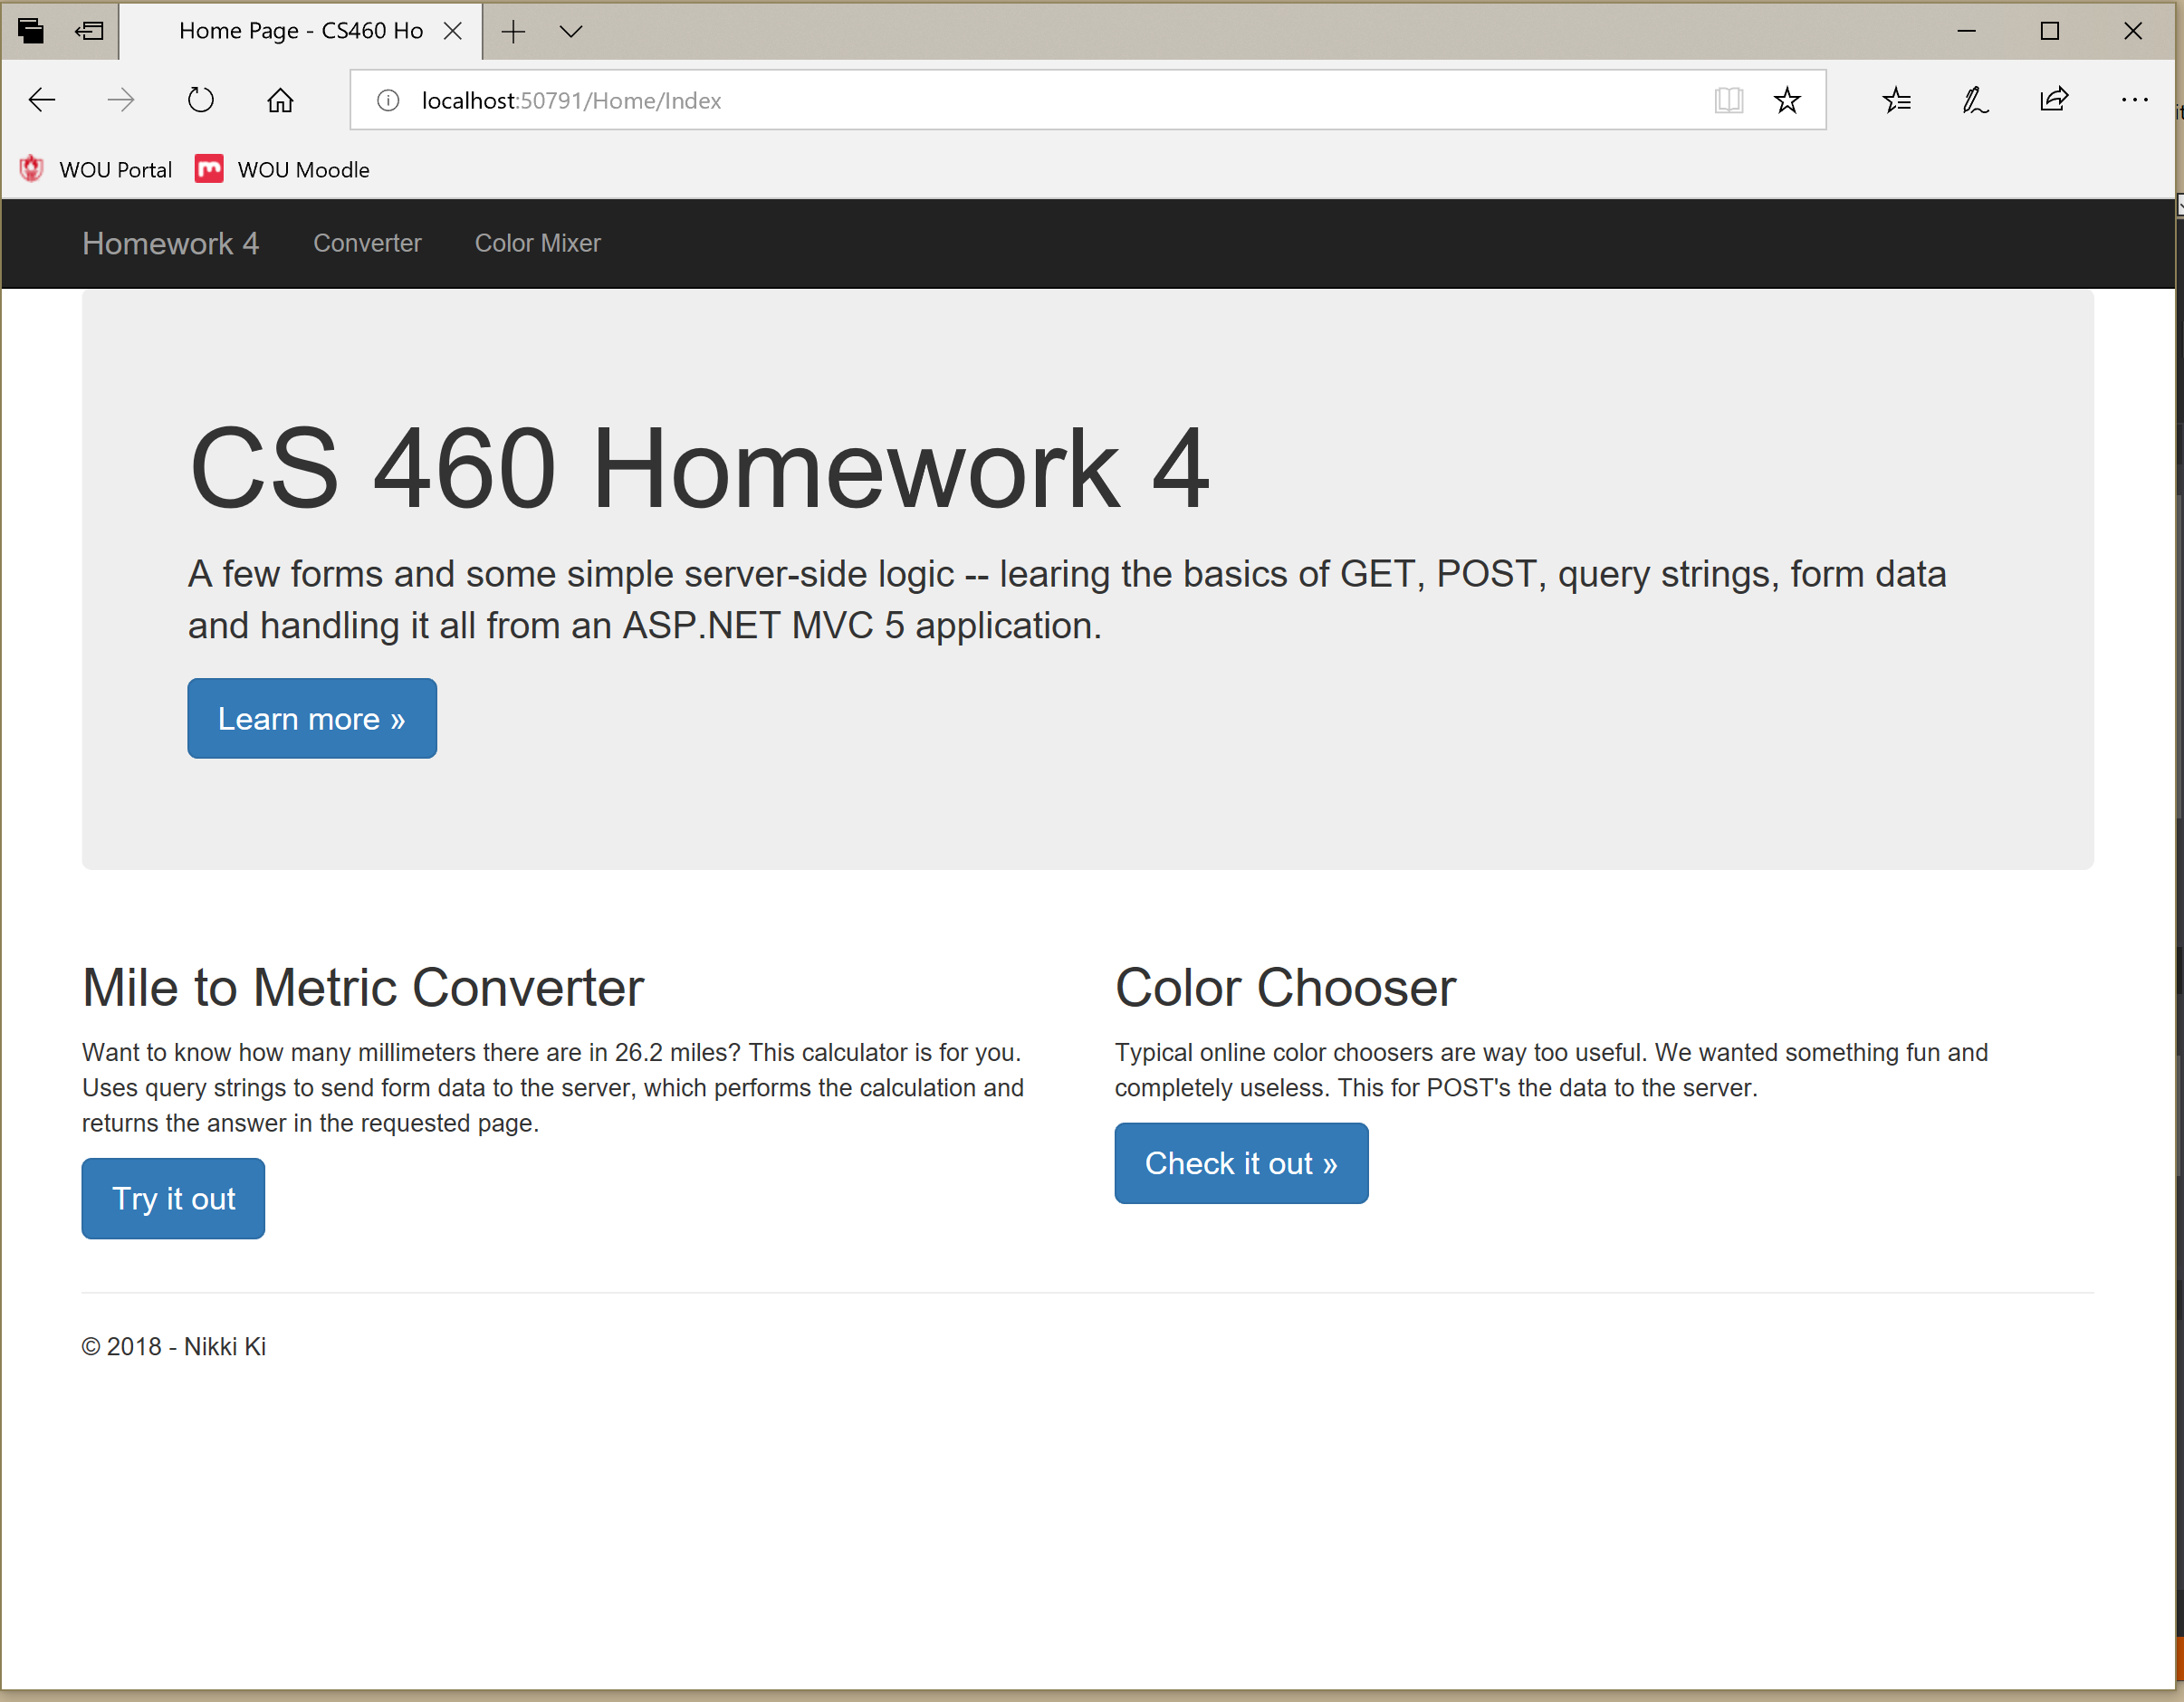 Home Page - CS460 Ho
localhost:50791/Home/Index
WOU Portal WOU Moodle
Homework 4 Converter Color Mixer
CS 460 Homework 4
A few forms and some simple server-side logic -- learing the basics of GET, POST, query strings, form data
and handling it all from an ASP.NET MVC 5 application.
Learn more »
Mile to Metric Converter
Want to know how many millimeters there are in 26.2 miles? This calculator is for you.
Uses query strings to send form data to the server, which performs the calculation and
returns the answer in the requested page.
Try it out
Color Chooser
Typical online color choosers are way too useful. We wanted something fun and
completely useless. This for POST's the data to the server.
Check it out »
© 2018 - Nikki Ki